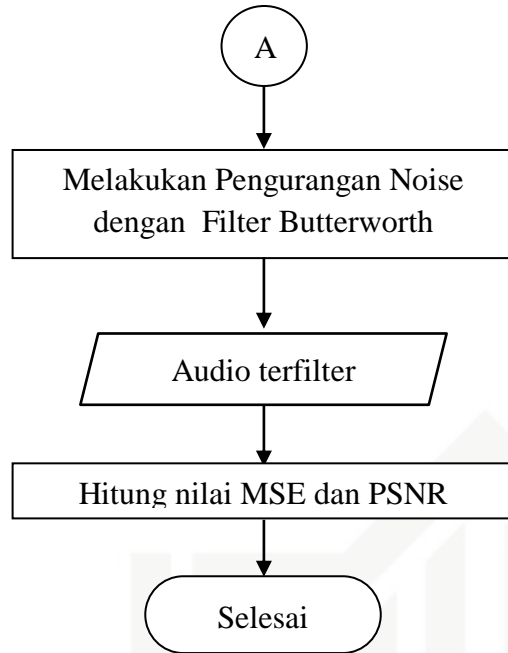 A
Melakukan Pengurangan Noise
dengan Filter Butterworth
Audio terfilter
Hitung nilai MSE dan PSNR
Selesai